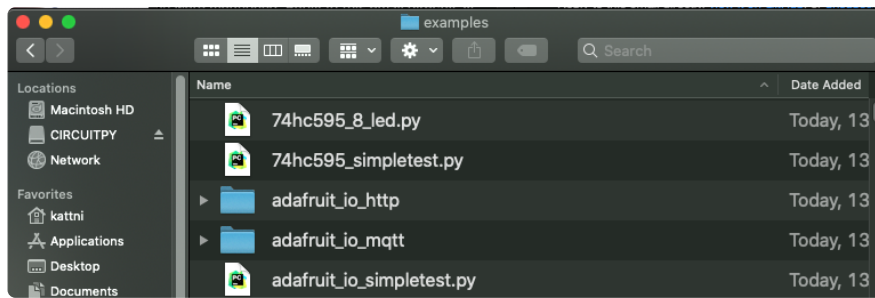 examples
Search
Locations
Macintosh HD
CIRCUITPY
Network
Favorites
kattni
Applications
Desktop
Documents
Name
Date Added
74hc595_8_led.py
Today, 13
74hc595_simpletest.py
Today, 13
adafruit_io_http
Today, 13
adafruit_io_mqtt
Today, 13
adafruit_io_simpletest.py
Today, 13